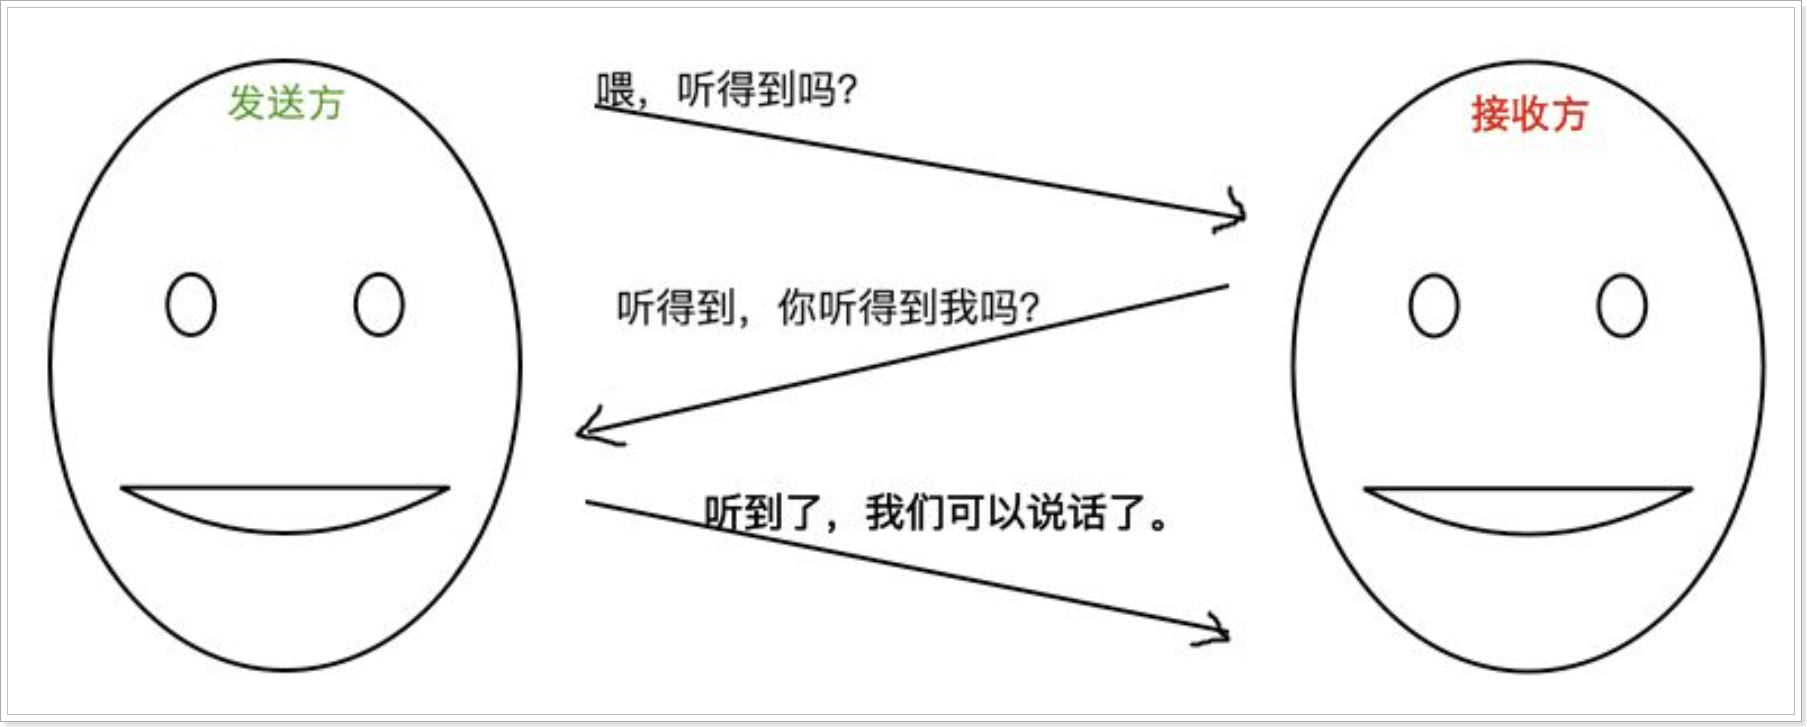 发送方
喂，听得到吗？
接收方
听得到，你听得到我吗？
听到了，我们可以说话了。